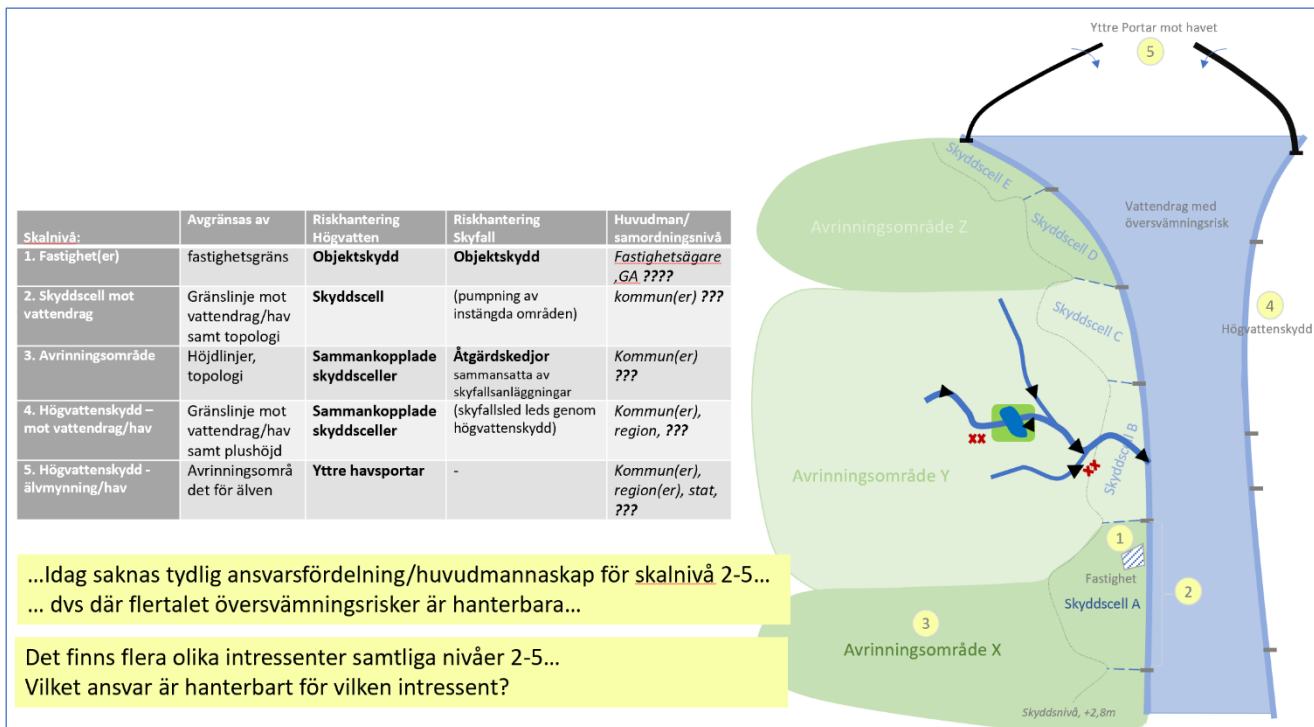 Skalnivå:
Avgränsas av
Riskhantering
Högvatten
Riskhantering
Skyfall
Huvudman/
samordningsnivå
1. Fastighet(er)
fastighetsgräns
Objektskydd
Objektskydd
Fastighetsägare
,GA ????
2. Skyddscell mot
vattendrag
Gränslinje mot
vattendrag/hav
samt topologi
Skyddscell
(pumpning av
instängda områden)
kommun(er) ???
3. Avrinningsområde
Höjdlinjer,
topologi
Sammankopplade
skyddsceller
Åtgärdskedjor
sammansatta av
skyfallsanläggningar
Kommun(er)
???
4. Högvattenskydd –
mot vattendrag/hav
Gränslinje mot
vattendrag/hav
samt plushöjd
Sammankopplade
skyddsceller
(skyfallsled leds genom
högvattenskydd)
Kommun(er),
region, ???
5. Högvattenskydd -
älvmynning/hav
Avrinningsområ
det för älven
Yttre havsportar
-
Kommun(er),
region(er), stat,
???
...Idag saknas tydlig ansvarsfördelning/huvudmannaskap för skalnivå 2-5...
... dvs där flertalet översvämningsrisker är hanterbara...
Det finns flera olika intressenter samtliga nivåer 2-5...
Vilket ansvar är hanterbart för vilken intressent?
Yttre Portar mot havet
5
Skyddscell E
Avrinningsområde Z
Skyddscell D
Vattendrag med
översvämningsrisk
Skyddscell C
4
Högvattenskydd
xx
xx
Skyddscell B
Avrinningsområde Y
1
Fastighet
Skyddscell A
2
3
Avrinningsområde X
Skyddsnivå, +2,8m